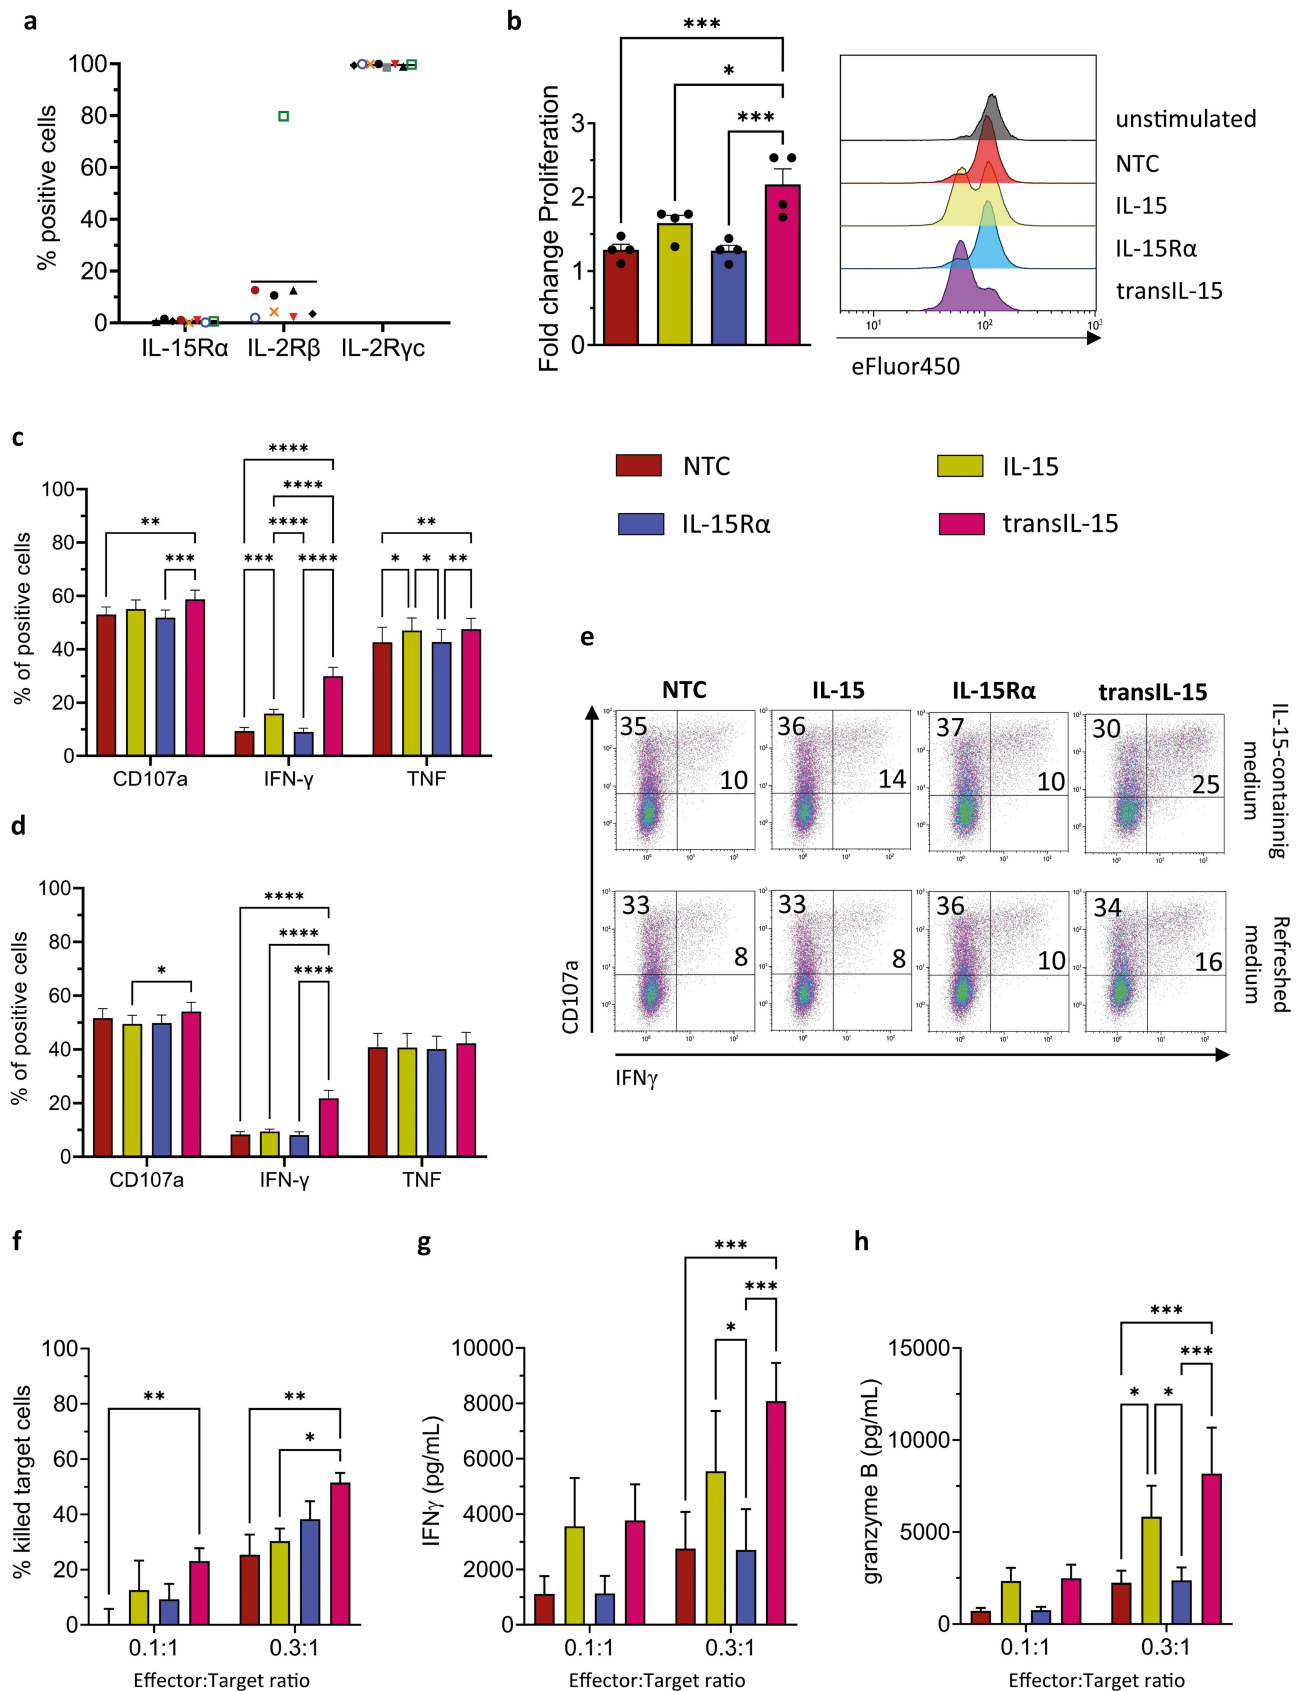 a
% positive cells
100
80
60
40
20
0
IL-15Rα IL-2Rβ IL-2Rγc
b
Fold change Proliferation
3
2
1
0
***
*
***
unstimulated
NTC
IL-15
IL-15Rα
transIL-15
10¹ 10² 10³
eFluor450
NTC
IL-15
IL-15Rα
transIL-15
c
% of positive cells
100
80
60
40
20
0
**
***
****
****
****
***
****
**
*
*
**
CD107a IFN-γ TNF
d
% of positive cells
100
80
60
40
20
0
*
****
****
****
CD107a IFN-γ TNF
e
NTC IL-15 IL-15Rα transIL-15
35 10
36 14
37 10
30 25
IL-15-containnig
medium
33 8
33 8
36 10
34 16
Refreshed
medium
CD107a
IFNγ
f
% killed target cells
100
80
60
40
20
0
**
**
*
0.1:1 0.3:1
Effector:Target ratio
g
IFNγ (pg/mL)
10000
8000
6000
4000
2000
0
***
***
*
0.1:1 0.3:1
Effector:Target ratio
h
granzyme B (pg/mL)
15000
10000
5000
0
***
***
*
*
0.1:1 0.3:1
Effector:Target ratio